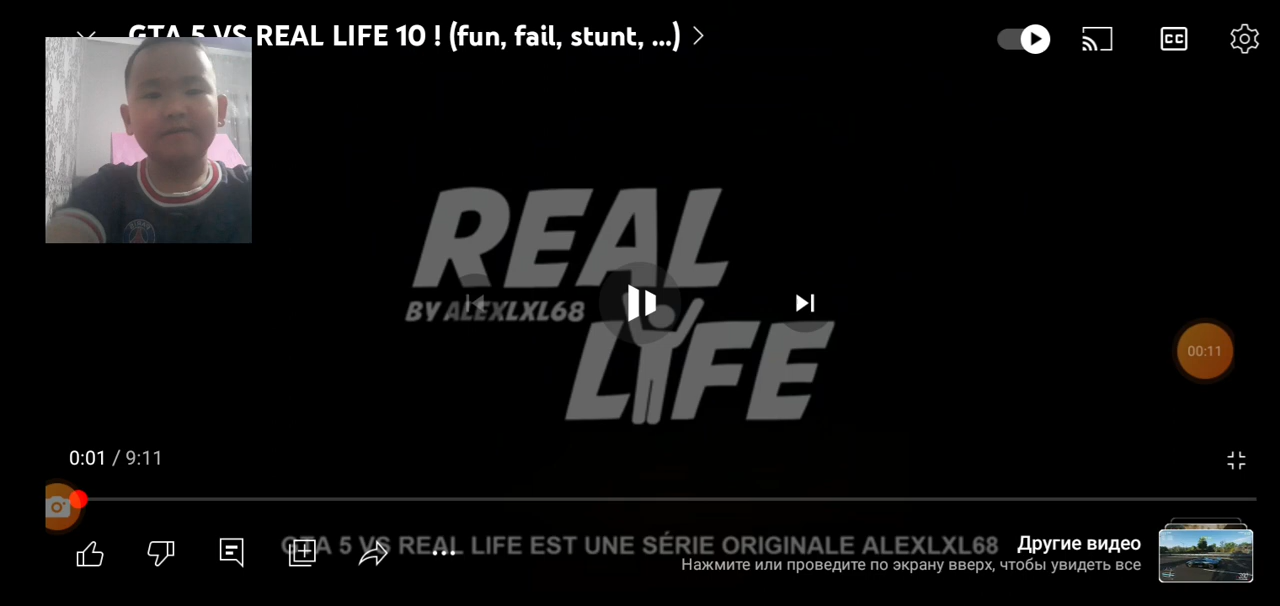 GTA 5 VS REAL LIFE 10 ! (fun, fail, stunt, ...)
CC
REAL
BY ALEXLXL68
LIFE
00:11
0:01 / 9:11
GTA 5 VS REAL LIFE EST UNE SÉRIE ORIGINALE ALEXLXL68
Другие видео
Нажмите или проведите по экрану вверх, чтобы увидеть все